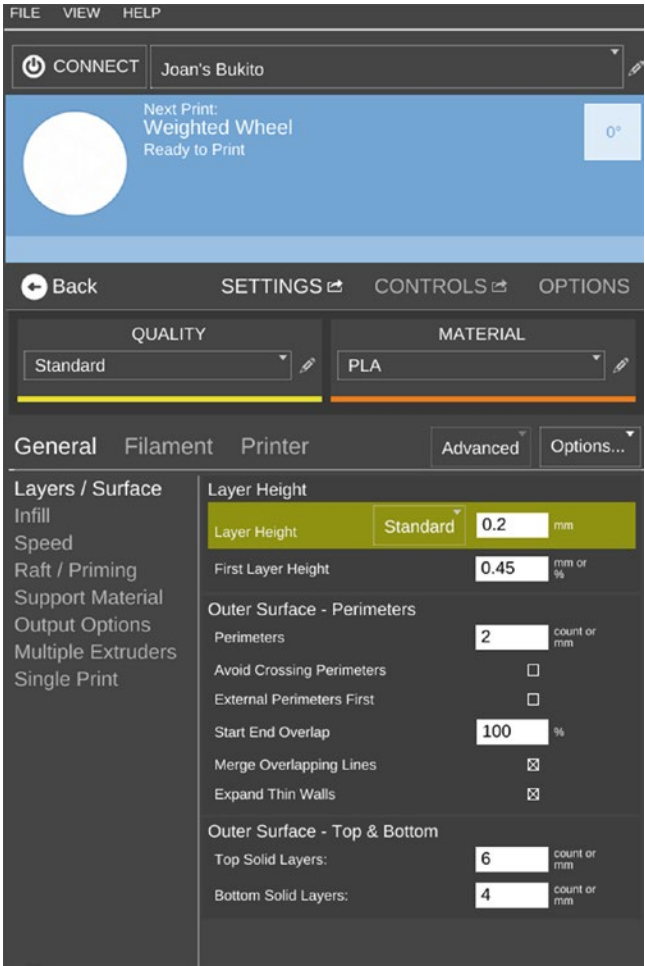 FILE VIEW HELP
CONNECT Joan's Bukito
Next Print:
Weighted Wheel
Ready to Print
0°
Back SETTINGS CONTROLS OPTIONS
QUALITY MATERIAL
Standard PLA
General Filament Printer Advanced Options...
Layers / Surface
Infill
Speed
Raft / Priming
Support Material
Output Options
Multiple Extruders
Single Print
Layer Height
Layer Height Standard 0.2 mm
First Layer Height 0.45 mm or
%
Outer Surface - Perimeters
Perimeters 2 count or
mm
Avoid Crossing Perimeters
External Perimeters First
Start End Overlap 100 %
Merge Overlapping Lines
Expand Thin Walls
Outer Surface - Top & Bottom
Top Solid Layers: 6 count or
mm
Bottom Solid Layers: 4 count or
mm